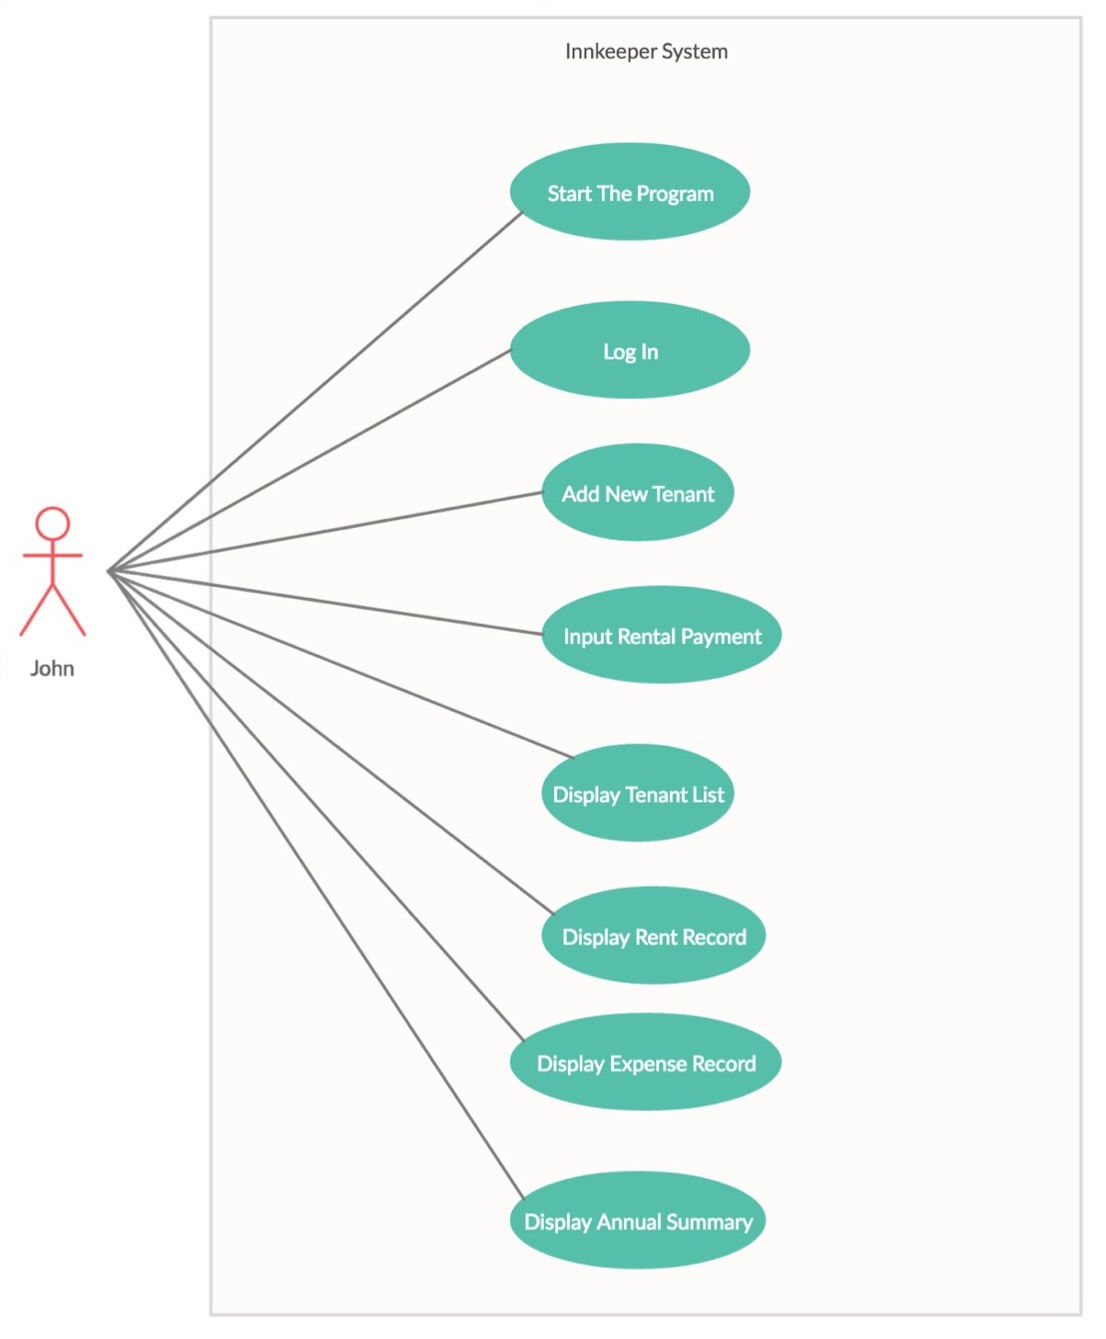 Innkeeper System
Start The Program
Log In
Add New Tenant
Input Rental Payment
John
Display Tenant List
Display Rent Record
Display Expense Record
Display Annual Summary